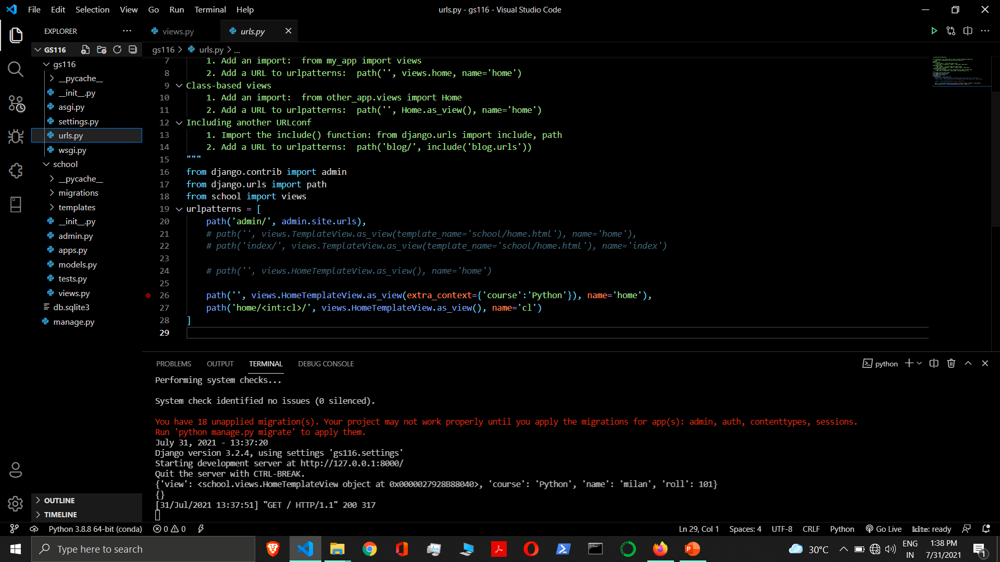 File Edit Selection View Go Run Terminal Help
urls.py - gs116 - Visual Studio Code
EXPLORER
views.py
urls.py
GS116
gs116 > urls.py > ...
gs116
__pycache__
__init__.py
asgi.py
settings.py
urls.py
wsgi.py
school
__pycache__
migrations
templates
__init__.py
admin.py
apps.py
models.py
tests.py
views.py
db.sqlite3
manage.py
OUTLINE
TIMELINE
7     1. Add an import:  from my_app import views
8     2. Add a URL to urlpatterns:  path('', views.home, name='home')
9 Class-based views
10     1. Add an import:  from other_app.views import Home
11     2. Add a URL to urlpatterns:  path('', Home.as_view(), name='home')
12 Including another URLconf
13     1. Import the include() function: from django.urls import include, path
14     2. Add a URL to urlpatterns:  path('blog/', include('blog.urls'))
15 """
16 from django.contrib import admin
17 from django.urls import path
18 from school import views
19 urlpatterns = [
20     path('admin/', admin.site.urls),
21     # path('', views.TemplateView.as_view(template_name='school/home.html'), name='home'),
22     # path('index/', views.TemplateView.as_view(template_name='school/home.html'), name='index')
23
24     # path('', views.HomeTemplateView.as_view(), name='home')
25
26     path('', views.HomeTemplateView.as_view(extra_context={'course':'Python'}), name='home'),
27     path('home/<int:cl>/', views.HomeTemplateView.as_view(), name='cl')
28 ]
29
PROBLEMS OUTPUT TERMINAL DEBUG CONSOLE
python
Performing system checks...
System check identified no issues (0 silenced).
You have 18 unapplied migration(s). Your project may not work properly until you apply the migrations for app(s): admin, auth, contenttypes, sessions.
Run 'python manage.py migrate' to apply them.
July 31, 2021 - 13:37:20
Django version 3.2.4, using settings 'gs116.settings'
Starting development server at http://127.0.0.1:8000/
Quit the server with CTRL-BREAK.
{'view': <school.views.HomeTemplateView object at 0x0000027928B88040>, 'course': 'Python', 'name': 'milan', 'roll': 101}
{}
[31/Jul/2021 13:37:51] "GET / HTTP/1.1" 200 317
Python 3.8.8 64-bit (conda) 0 0
Ln 29, Col 1 Spaces: 4 UTF-8 CRLF Python Go Live kite: ready
Type here to search
30°C
ENG
IN
1:38 PM
7/31/2021
1